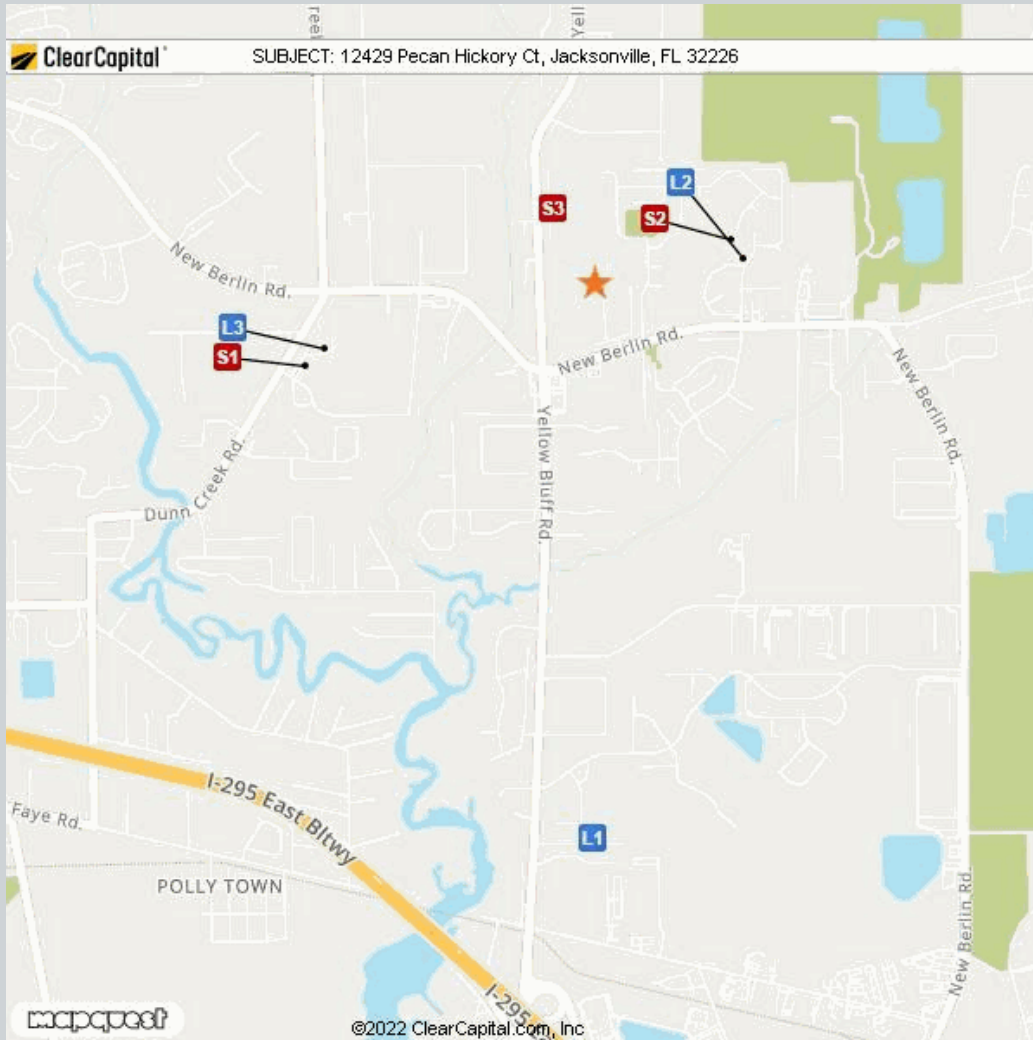 reel
Yell
ClearCapital
SUBJECT: 12429 Pecan Hickory Ct, Jacksonville, FL 32226
L2
S3
S2
New Berlin Rd.
L3
S1
New Berlin Rd.
New Berlin Rd.
Yellow Bluff Rd.
Dunn Creek Rd.
I-295 East Bltwy
Faye Rd.
L1
POLLY TOWN
New Berlin Rd.
I-295
mapquest
©2022 ClearCapital.com, Inc